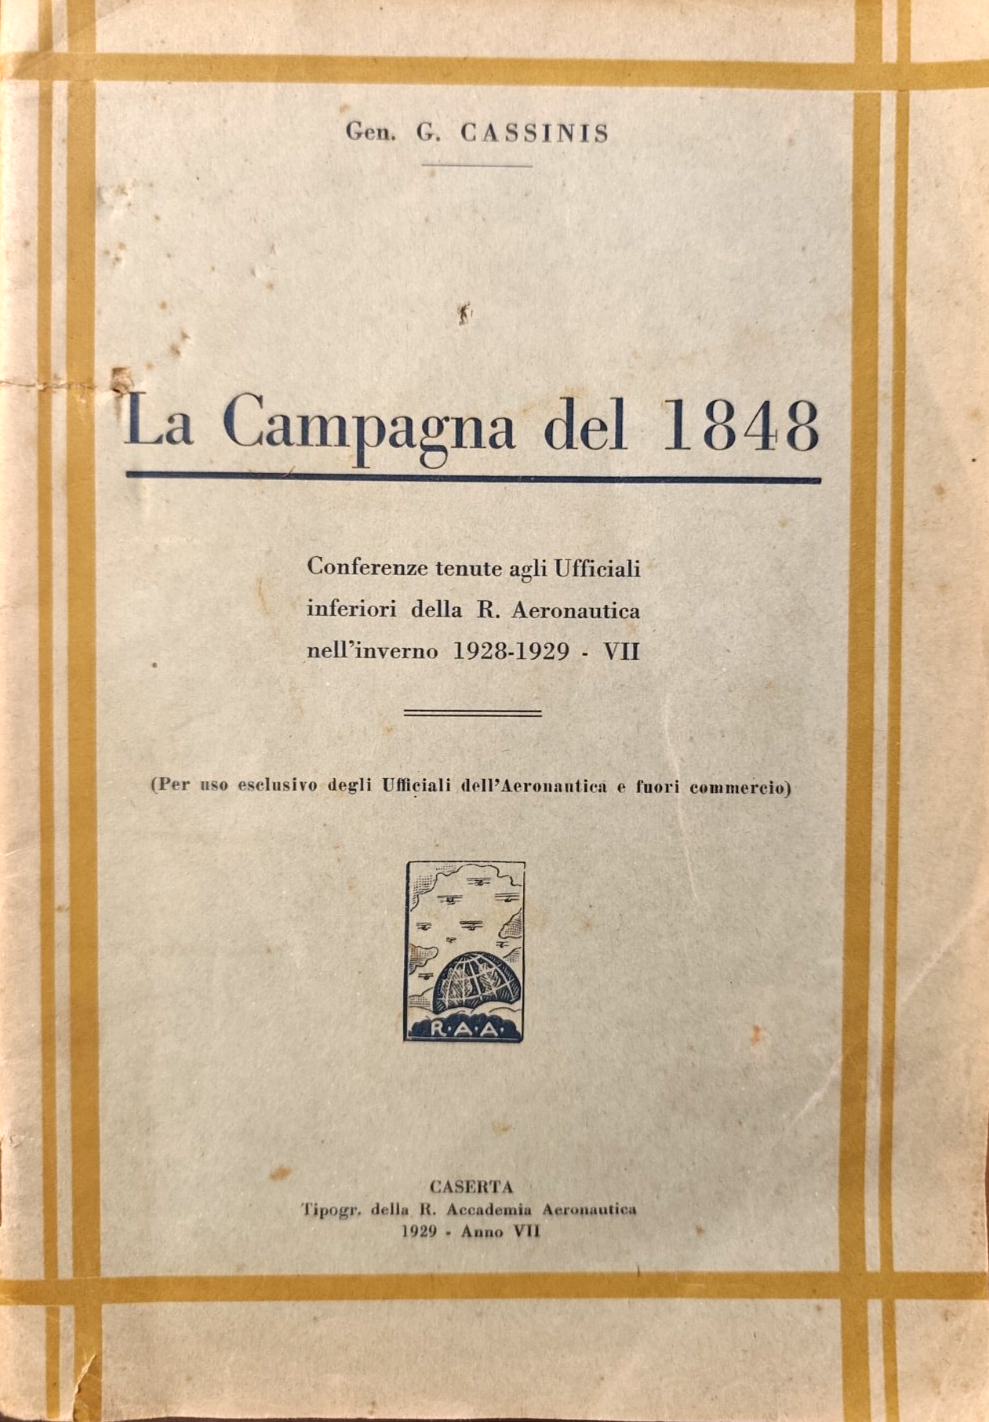 Gen. G. CASSINIS
La Campagna del 1848
Conferenze tenute agli Ufficiali
inferiori della R. Aeronautica
nell'inverno 1928-1929 - VII
(Per uso esclusivo degli Ufficiali dell'Aeronautica e fuori commercio)
R·A·A·
CASERTA
Tipogr. della R. Accademia Aeronautica
1929 - Anno VII